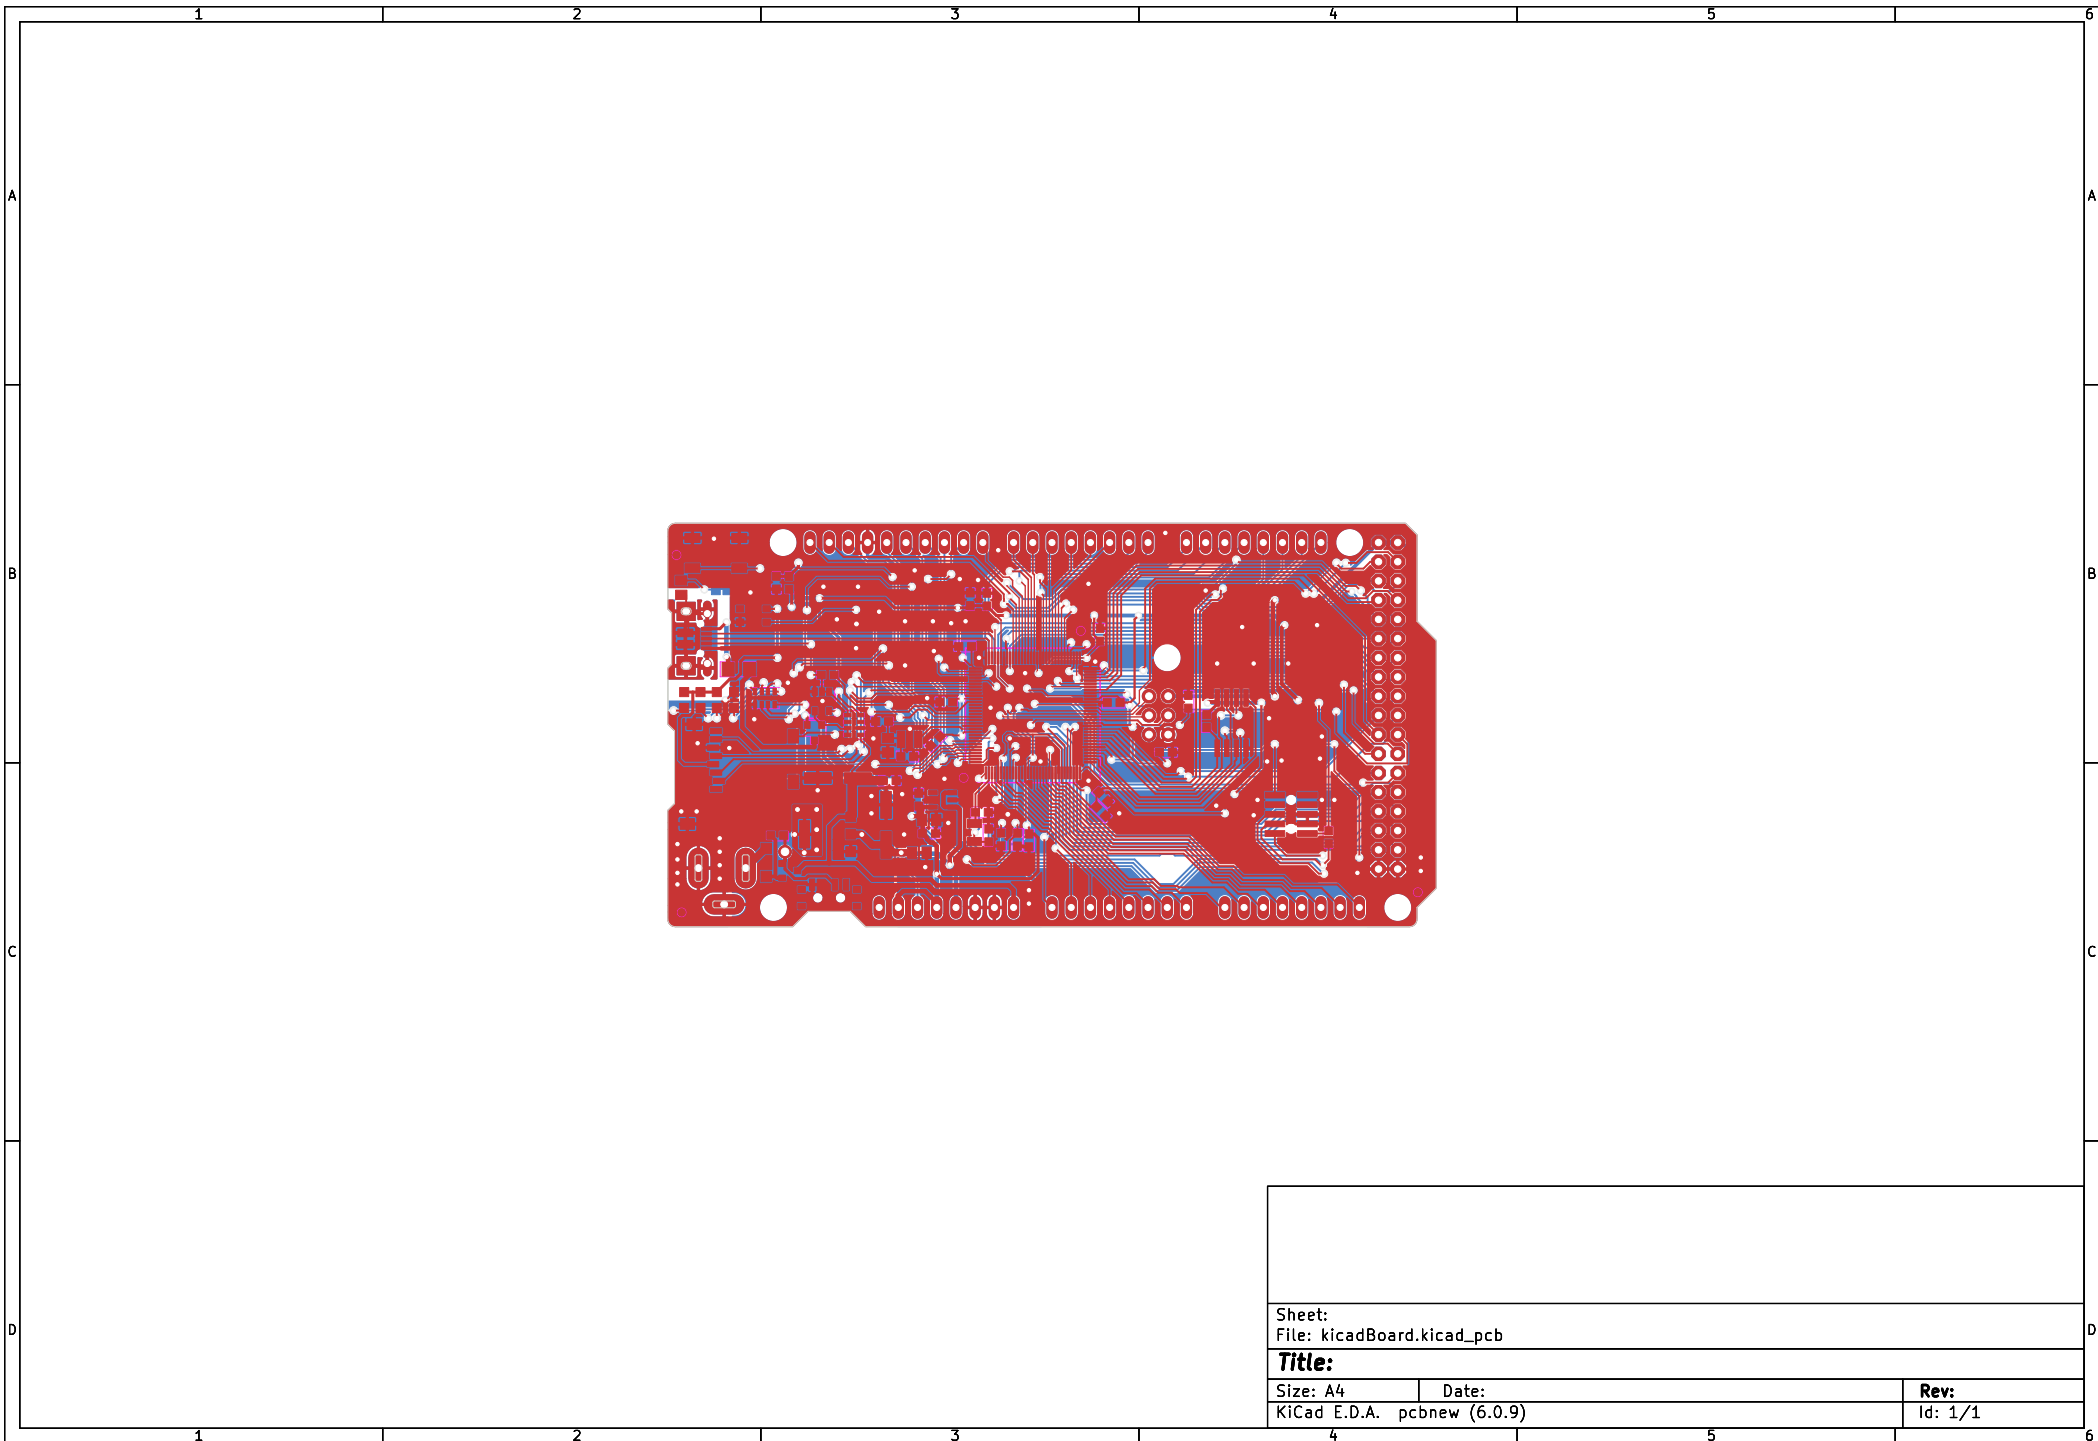 1 2 3 4 5 6
A A
B B
C C
D D
Sheet:
File: kicadBoard.kicad_pcb
Title:
Size: A4 Date: Rev:
KiCad E.D.A. pcbnew (6.0.9) Id: 1/1
1 2 3 4 5 6